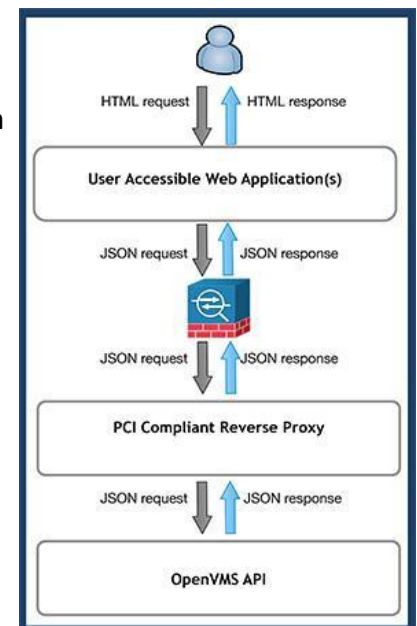 HTML request HTML response
User Accessible Web Application(s)
JSON request JSON response
JSON request JSON response
PCI Compliant Reverse Proxy
JSON request JSON response
OpenVMS API